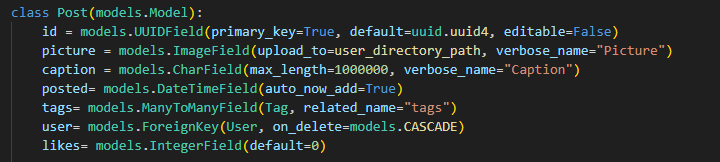 class Post(models.Model):
    id = models.UUIDField(primary_key=True, default=uuid.uuid4, editable=False)
    picture = models.ImageField(upload_to=user_directory_path, verbose_name="Picture")
    caption = models.CharField(max_length=1000000, verbose_name="Caption")
    posted= models.DateTimeField(auto_now_add=True)
    tags= models.ManyToManyField(Tag, related_name="tags")
    user= models.ForeignKey(User, on_delete=models.CASCADE)
    likes= models.IntegerField(default=0)